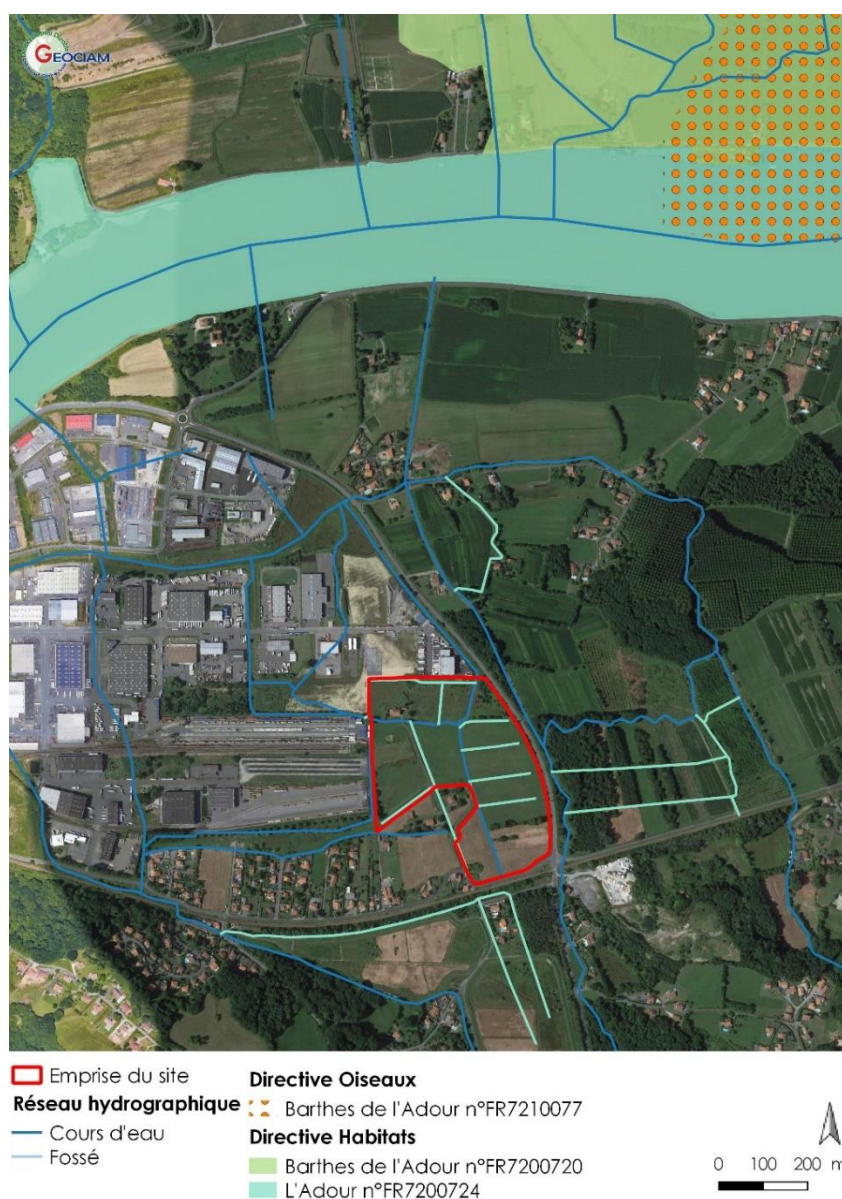 GEOCIAM
Emprise du site
Réseau hydrographique
Cours d'eau
Fossé
Directive Oiseaux
Barthes de l'Adour n°FR7210077
Directive Habitats
Barthes de l'Adour n°FR7200720
L'Adour n°FR7200724
0 100 200 m